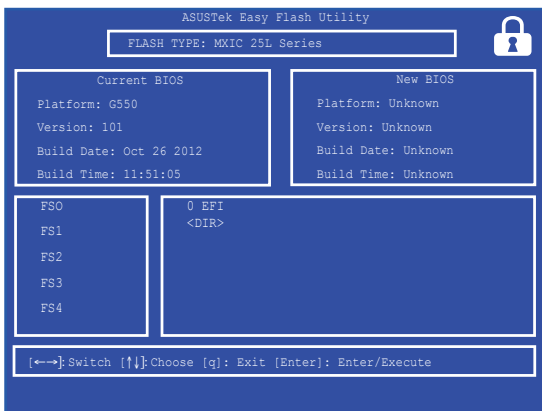 ASUSTek Easy Flash Utility
FLASH TYPE: MXIC 25L Series
Current BIOS
Platform: G550
Version: 101
Build Date: Oct 26 2012
Build Time: 11:51:05
New BIOS
Platform: Unknown
Version: Unknown
Build Date: Unknown
Build Time: Unknown
FSO
FS1
FS2
FS3
FS4
0 EFI
<DIR>
[←→]:Switch [↑↓]:Choose [q]: Exit [Enter]: Enter/Execute